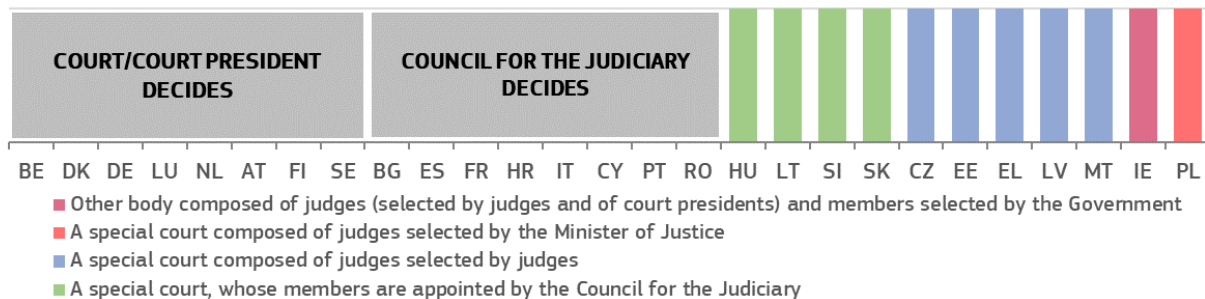 COURT/COURT PRESIDENT
DECIDES
COUNCIL FOR THE JUDICIARY
DECIDES
BE DK DE LU NL AT FI SE BG ES FR HR IT CY PT RO HU LT SI SK CZ EE EL LV MT IE PL
Other body composed of judges (selected by judges and of court presidents) and members selected by the Government
A special court composed of judges selected by the Minister of Justice
A special court composed of judges selected by judges
A special court, whose members are appointed by the Council for the Judiciary